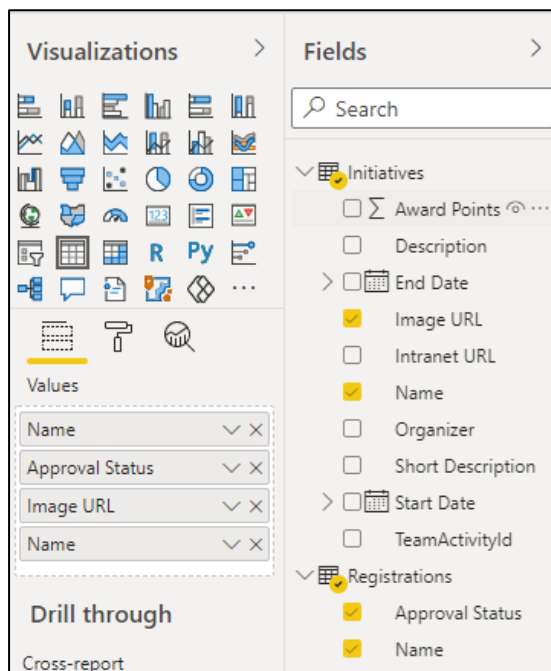 Visualizations
123
R
Py
Values
Name
Approval Status
Image URL
Name
Drill through
Cross-report
Fields
Search
Initiatives
Award Points
Description
End Date
Image URL
Intranet URL
Name
Organizer
Short Description
Start Date
TeamActivityId
Registrations
Approval Status
Name